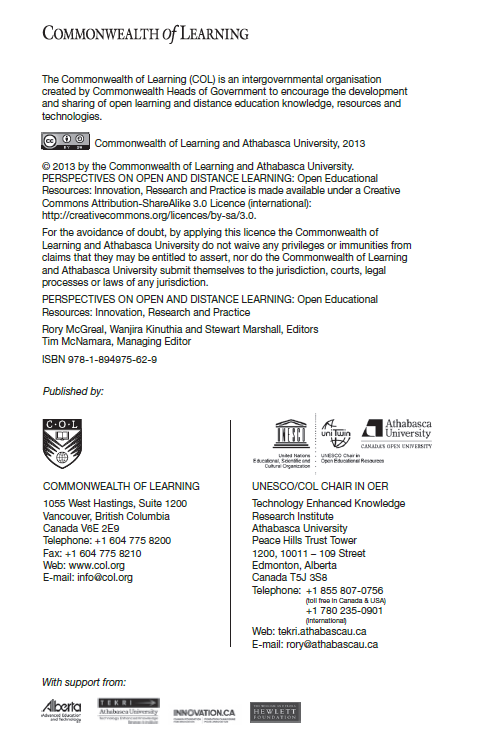 COMMONWEALTH of LEARNING
The Commonwealth of Learning (COL) is an intergovernmental organisation
created by Commonwealth Heads of Government to encourage the development
and sharing of open learning and distance education knowledge, resources and
technologies.
CC BY SA Commonwealth of Learning and Athabasca University, 2013
© 2013 by the Commonwealth of Learning and Athabasca University.
PERSPECTIVES ON OPEN AND DISTANCE LEARNING: Open Educational
Resources: Innovation, Research and Practice is made available under a Creative
Commons Attribution-ShareAlike 3.0 Licence (international):
http://creativecommons.org/licences/by-sa/3.0.
For the avoidance of doubt, by applying this licence the Commonwealth of
Learning and Athabasca University do not waive any privileges or immunities from
claims that they may be entitled to assert, nor do the Commonwealth of Learning
and Athabasca University submit themselves to the jurisdiction, courts, legal
processes or laws of any jurisdiction.
PERSPECTIVES ON OPEN AND DISTANCE LEARNING: Open Educational
Resources: Innovation, Research and Practice
Rory McGreal, Wanjira Kinuthia and Stewart Marshall, Editors
Tim McNamara, Managing Editor
ISBN 978-1-894975-62-9
Published by:
C·O·L
COMMONWEALTH OF LEARNING
1055 West Hastings, Suite 1200
Vancouver, British Columbia
Canada V6E 2E9
Telephone: +1 604 775 8200
Fax: +1 604 775 8210
Web: www.col.org
E-mail: info@col.org
UNESCO
United Nations
Educational, Scientific and
Cultural Organization
uniTwin
UNESCO Chair in
Open Educational Resources
Athabasca
University
CANADA'S OPEN UNIVERSITY
UNESCO/COL CHAIR IN OER
Technology Enhanced Knowledge
Research Institute
Athabasca University
Peace Hills Trust Tower
1200, 10011 – 109 Street
Edmonton, Alberta
Canada T5J 3S8
Telephone: +1 855 807-0756
(toll free in Canada & USA)
+1 780 235-0901
(international)
Web: tekri.athabascau.ca
E-mail: rory@athabascau.ca
With support from:
Alberta
Advanced Education
and Technology
TEKRI
Athabasca University
Technology Enhanced Knowledge
Research Institute
INNOVATION.CA
HEWLETT
FOUNDATION